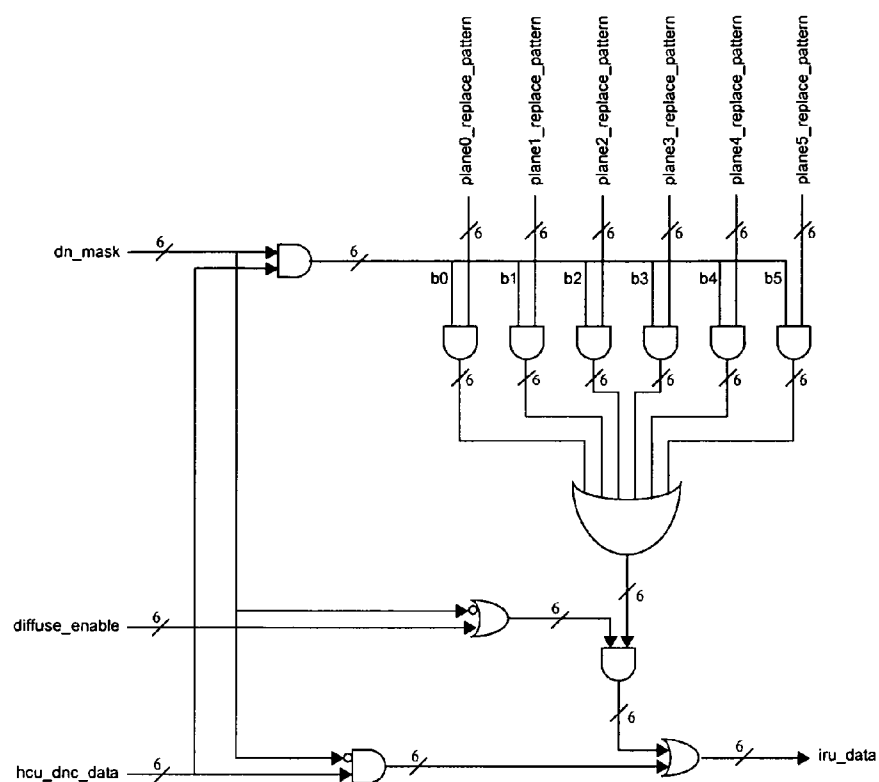 plane0_replace_pattern
plane1_replace_pattern
plane2_replace_pattern
plane3_replace_pattern
plane4_replace_pattern
plane5_replace_pattern
6 6 6 6 6 6
dn_mask 6 6
b0 b1 b2 b3 b4 b5
6 6 6 6 6 6
6
6
diffuse_enable 6
6
hcu_dnc_data 6 6 6 iru_data